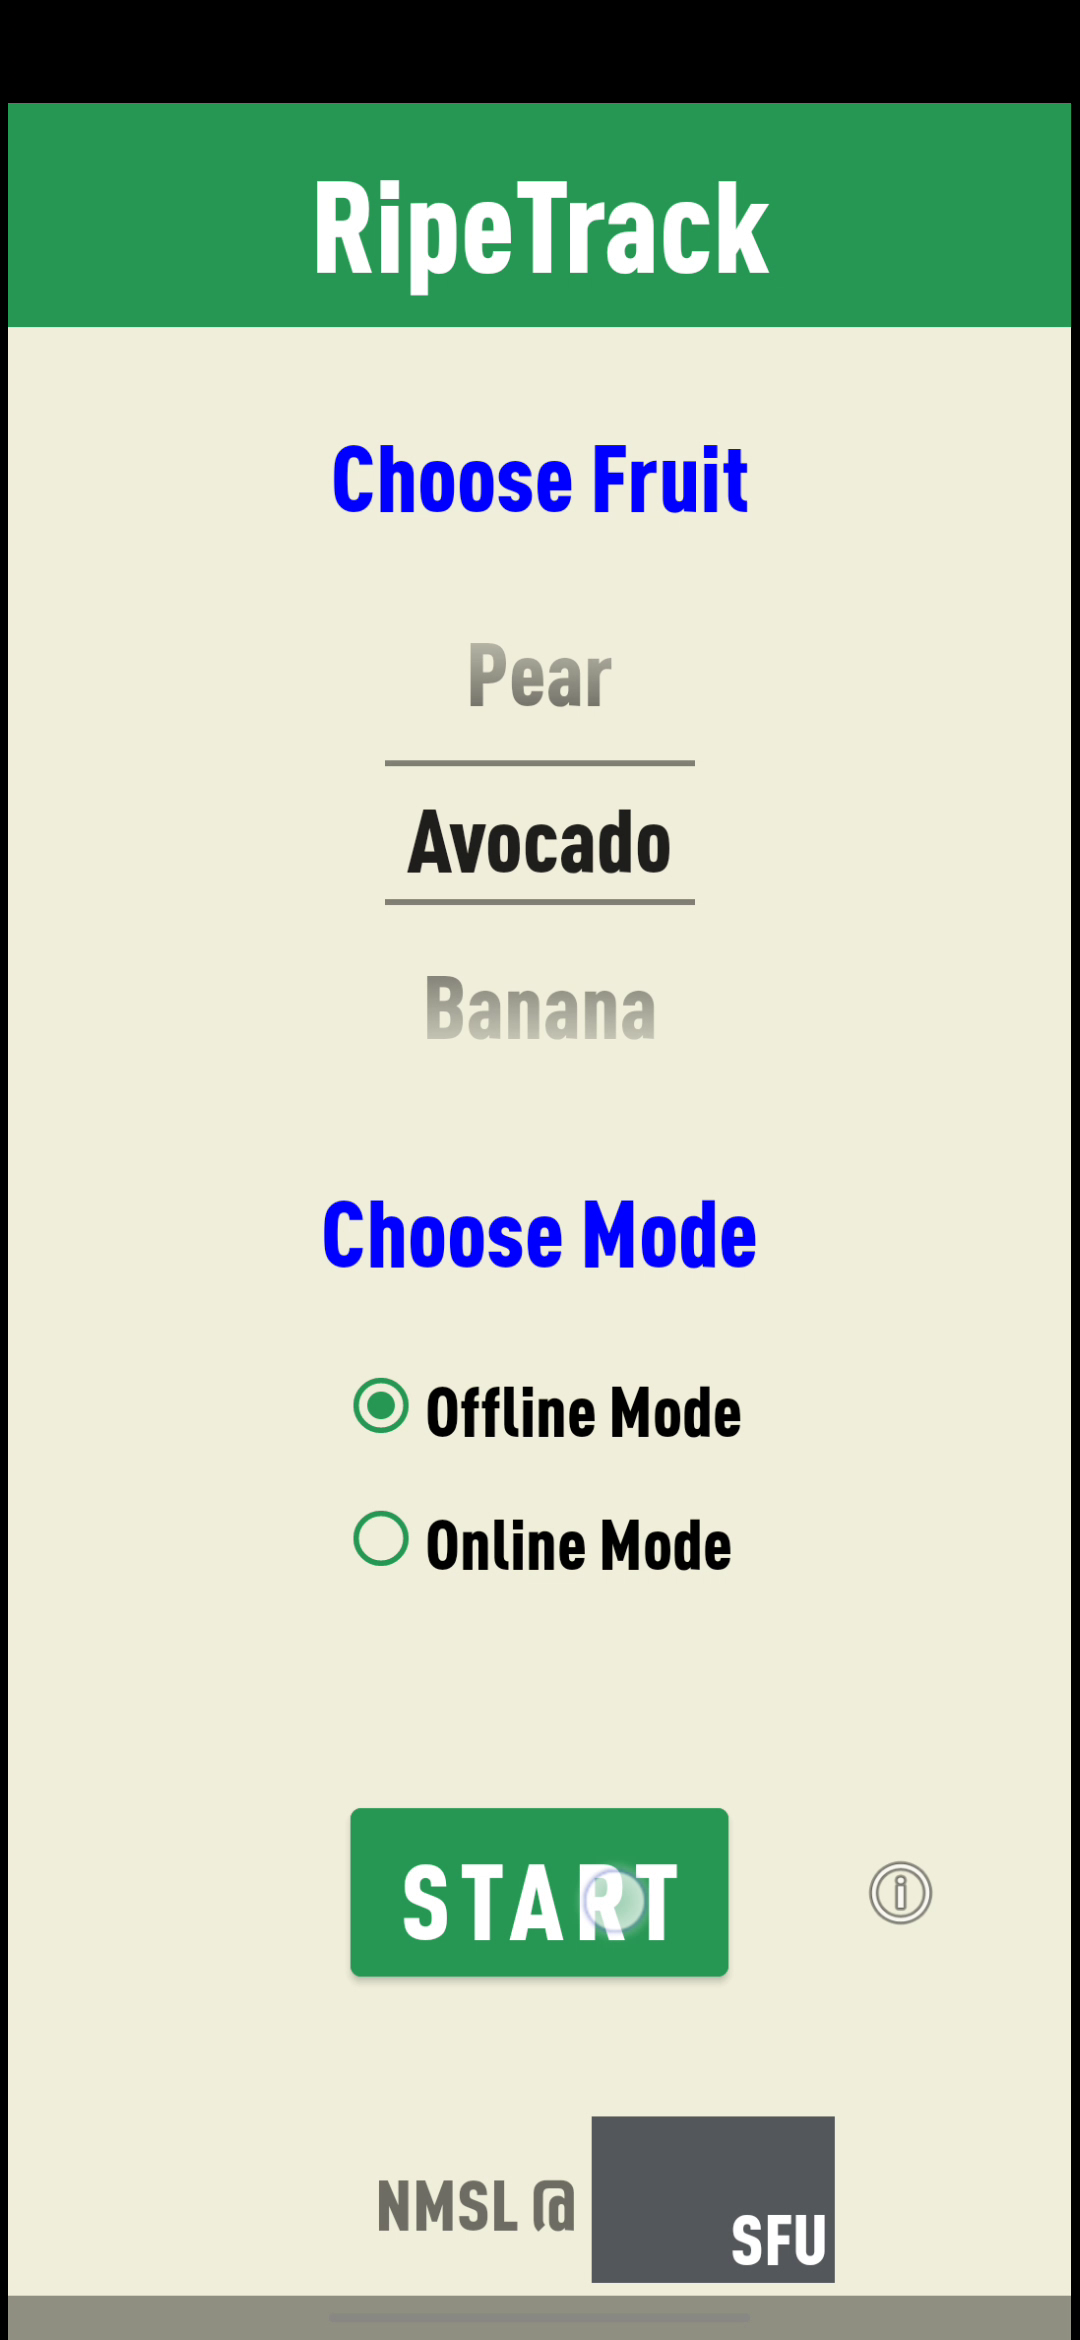 RipeTrack
Choose Fruit
Pear
Avocado
Banana
Choose Mode
Offline Mode
Online Mode
START
NMSL @
SFU